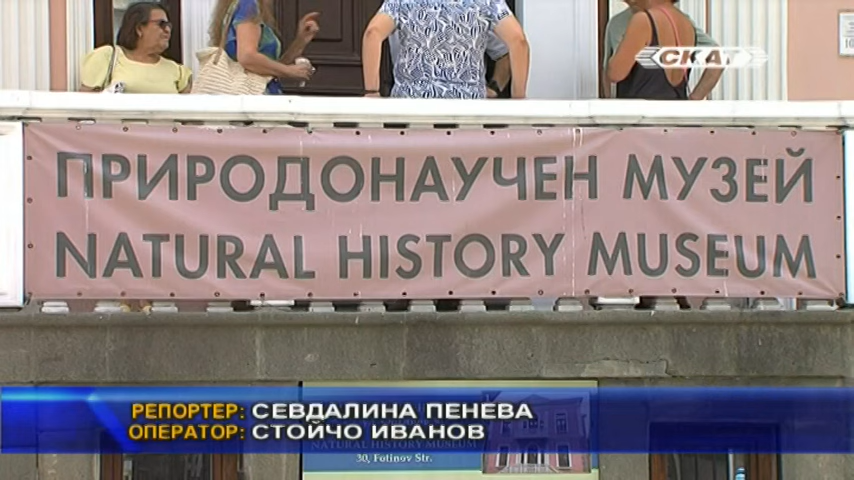 СКАТ
ПРИРОДОНАУЧЕН МУЗЕЙ
NATURAL HISTORY MUSEUM
РЕПОРТЕР: СЕВДАЛИНА ПЕНЕВА
ОПЕРАТОР: СТОЙЧО ИВАНОВ
NATURAL HISTORY MUSEUM
30, Fotinov Str.